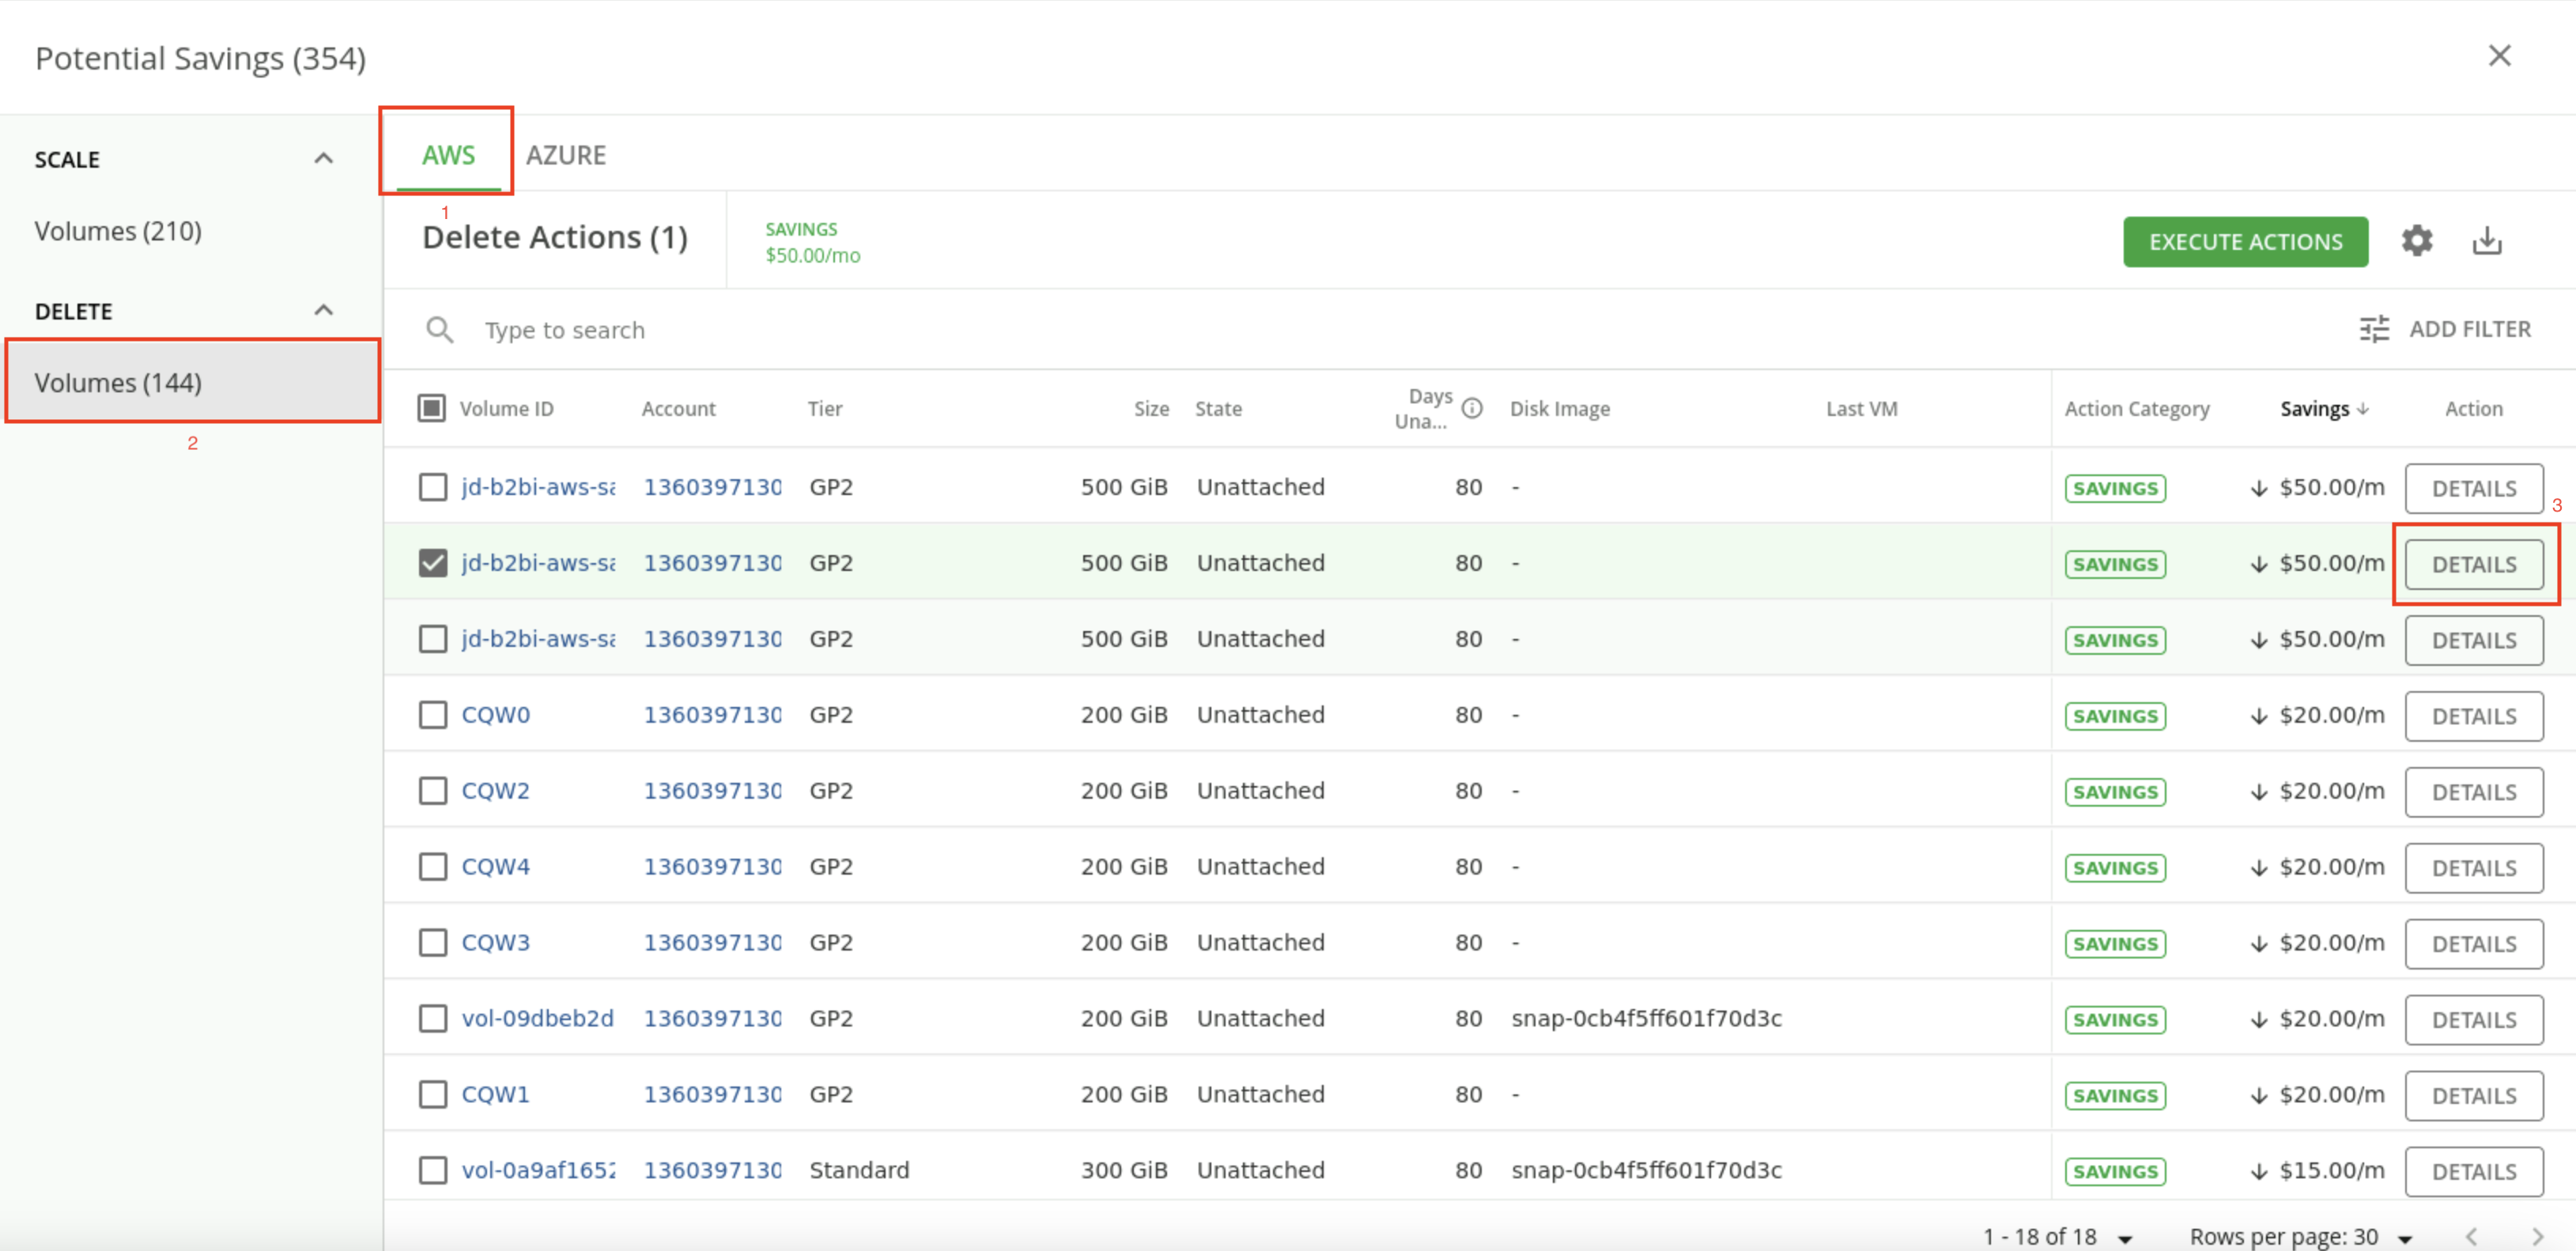 Potential Savings (354)
SCALE
Volumes (210)
DELETE
Volumes (144)
2
AWS AZURE
1
Delete Actions (1)
SAVINGS
$50.00/mo
EXECUTE ACTIONS
Type to search
ADD FILTER
Volume ID Account Tier Size State Days Una... Disk Image Last VM Action Category Savings Action
jd-b2bi-aws-sa 1360397130 GP2 500 GiB Unattached 80 - SAVINGS $50.00/m DETAILS
3
jd-b2bi-aws-sa 1360397130 GP2 500 GiB Unattached 80 - SAVINGS $50.00/m DETAILS
jd-b2bi-aws-sa 1360397130 GP2 500 GiB Unattached 80 - SAVINGS $50.00/m DETAILS
CQW0 1360397130 GP2 200 GiB Unattached 80 - SAVINGS $20.00/m DETAILS
CQW2 1360397130 GP2 200 GiB Unattached 80 - SAVINGS $20.00/m DETAILS
CQW4 1360397130 GP2 200 GiB Unattached 80 - SAVINGS $20.00/m DETAILS
CQW3 1360397130 GP2 200 GiB Unattached 80 - SAVINGS $20.00/m DETAILS
vol-09dbeb2d 1360397130 GP2 200 GiB Unattached 80 snap-0cb4f5ff601f70d3c SAVINGS $20.00/m DETAILS
CQW1 1360397130 GP2 200 GiB Unattached 80 - SAVINGS $20.00/m DETAILS
vol-0a9af1652 1360397130 Standard 300 GiB Unattached 80 snap-0cb4f5ff601f70d3c SAVINGS $15.00/m DETAILS
1 - 18 of 18 Rows per page: 30